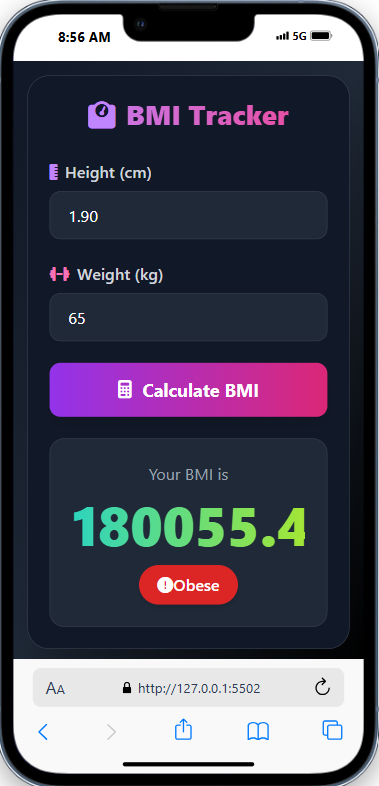 8:56 AM 5G
BMI Tracker
Height (cm)
1.90
Weight (kg)
65
Calculate BMI
Your BMI is
180055.4
Obese
AA http://127.0.0.1:5502